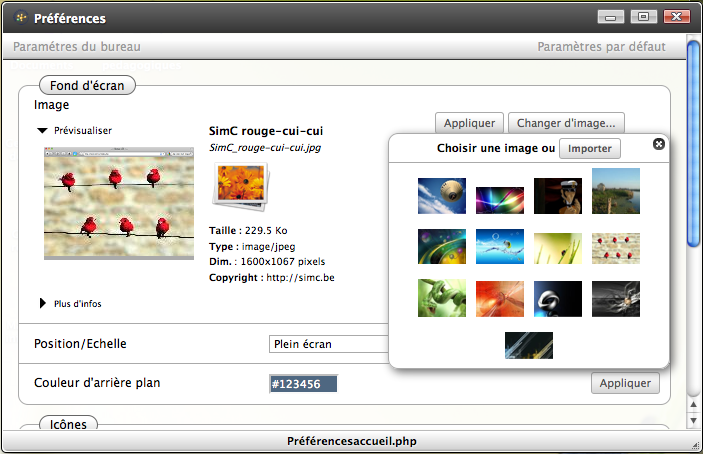 Préférences
Paramétres du bureau
Paramètres par défaut
Fond d'écran
Image
Prévisualiser
SimC rouge-cui-cui
SimC_rouge-cui-cui.jpg
Appliquer
Changer d'image...
Choisir une image ou Importer
Taille : 229.5 Ko
Type : image/jpeg
Dim. : 1600x1067 pixels
Copyright : http://simc.be
Plus d'infos
Position/Echelle
Plein écran
Couleur d'arrière plan
#123456
Appliquer
Icônes
Préférencesaccueil.php